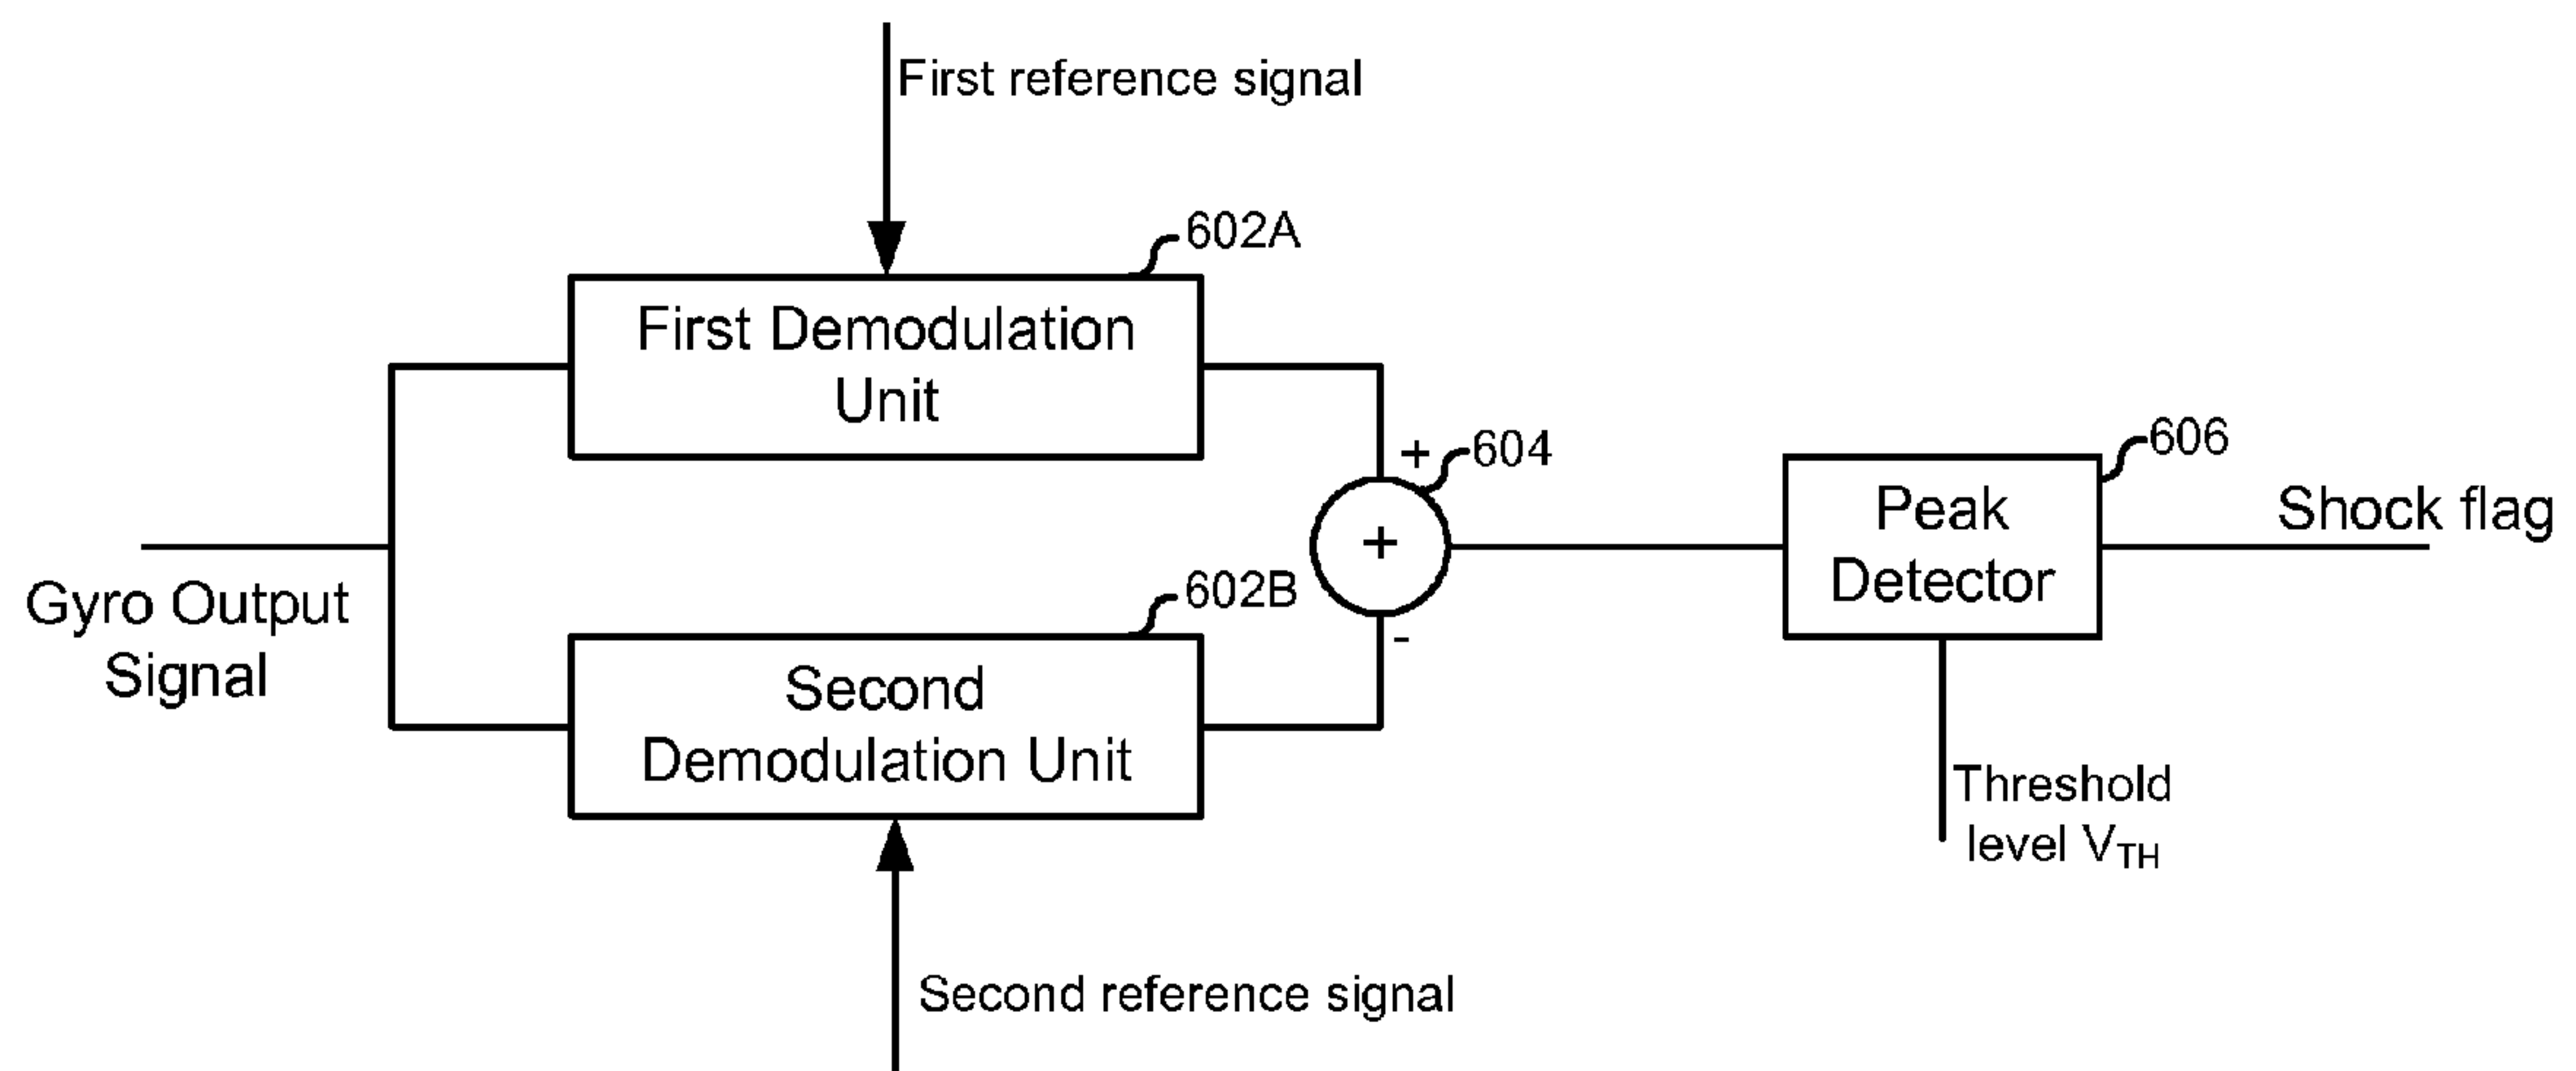 First reference signal
602A
First Demodulation
Unit
+
604
+
-
606
Peak
Detector
Shock flag
Gyro Output
Signal
602B
Second
Demodulation Unit
Threshold
level VTH
Second reference signal